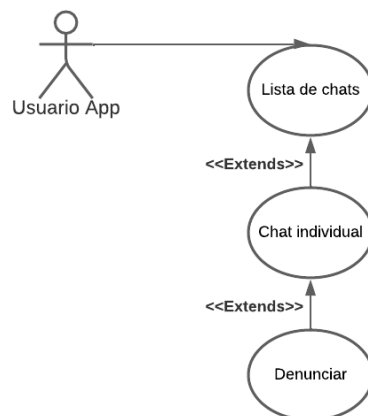 Usuario App
Lista de chats
<<Extends>>
Chat individual
<<Extends>>
Denunciar